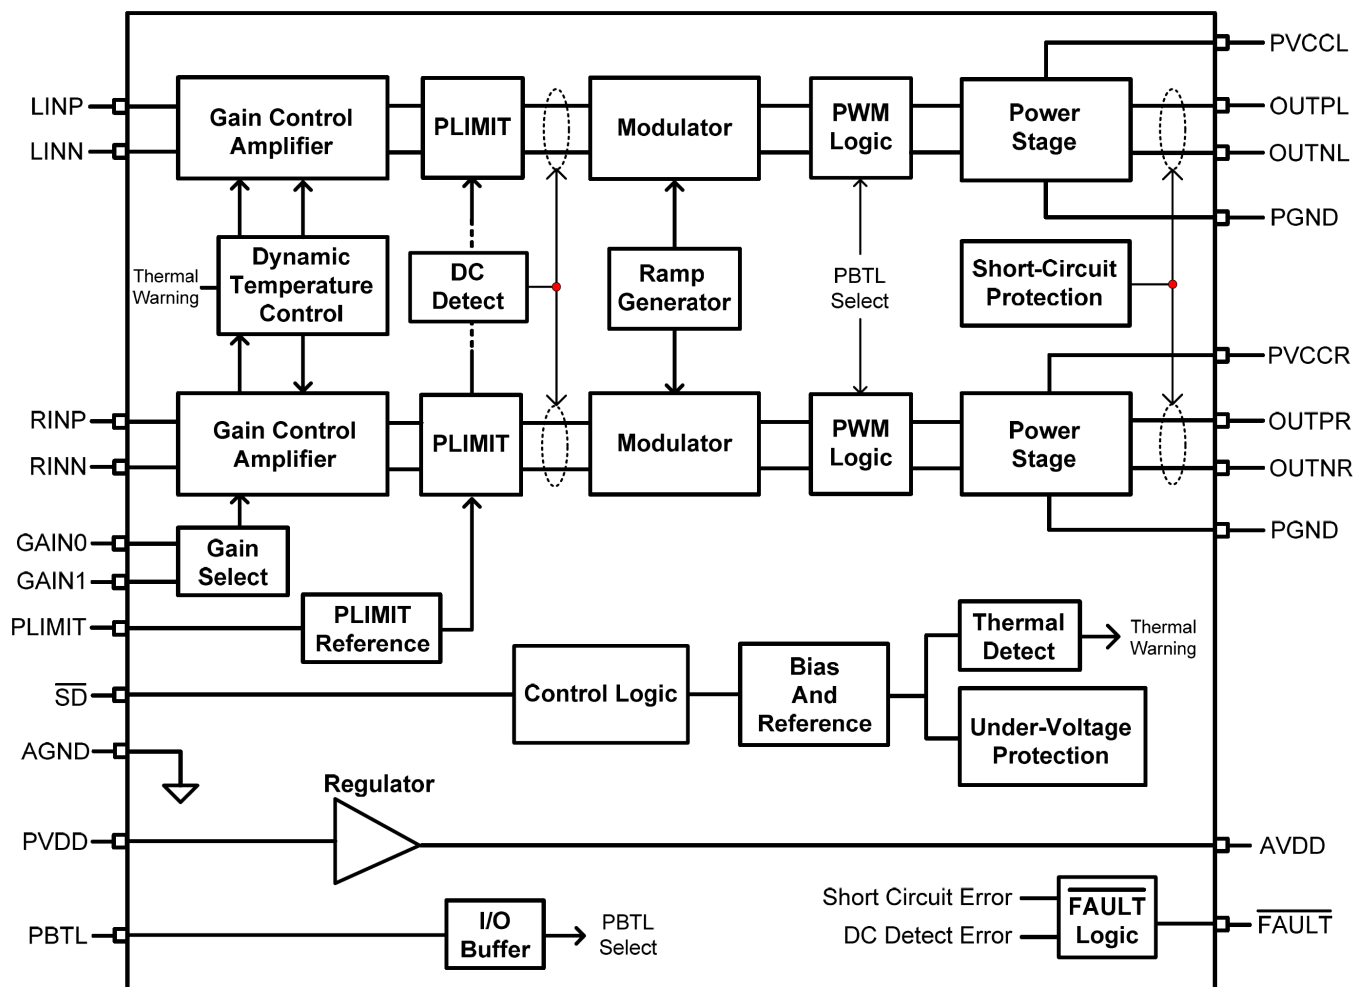 PVCCL
LINP
Gain Control
Amplifier
PLIMIT
Modulator
PWM
Logic
Power
Stage
OUTPL
LINN
OUTNL
PGND
Thermal
Warning
Dynamic
Temperature
Control
DC
Detect
Ramp
Generator
PBTL
Select
Short-Circuit
Protection
PVCCR
RINP
Gain Control
Amplifier
PLIMIT
Modulator
PWM
Logic
Power
Stage
OUTPR
RINN
OUTNR
GAIN0
Gain
Select
PGND
GAIN1
PLIMIT
PLIMIT
Reference
Thermal
Detect
Thermal
Warning
SD
Control Logic
Bias
And
Reference
Under-Voltage
Protection
AGND
Regulator
PVDD
AVDD
Short Circuit Error
DC Detect Error
FAULT
Logic
FAULT
PBTL
I/O
Buffer
PBTL
Select